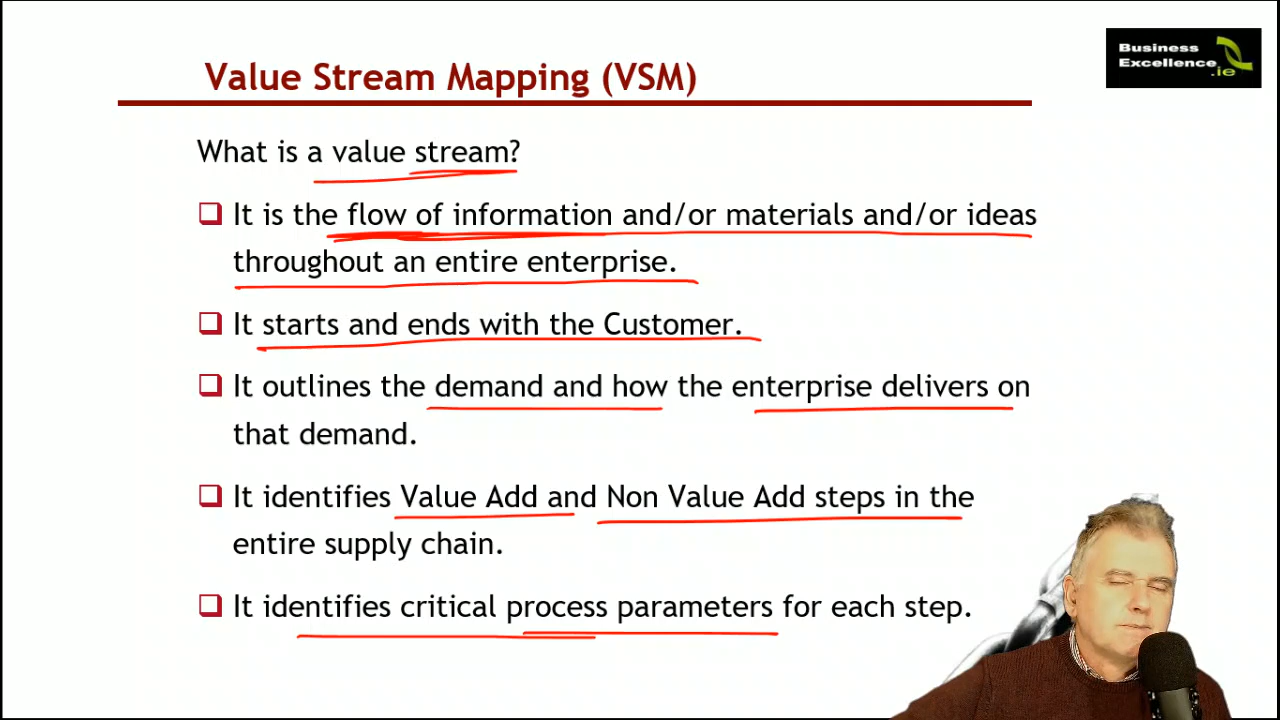 Business
Excellence
.ie
Value Stream Mapping (VSM)
What is a value stream?
It is the flow of information and/or materials and/or ideas
throughout an entire enterprise.
It starts and ends with the Customer.
It outlines the demand and how the enterprise delivers on
that demand.
It identifies Value Add and Non Value Add steps in the
entire supply chain.
It identifies critical process parameters for each step.